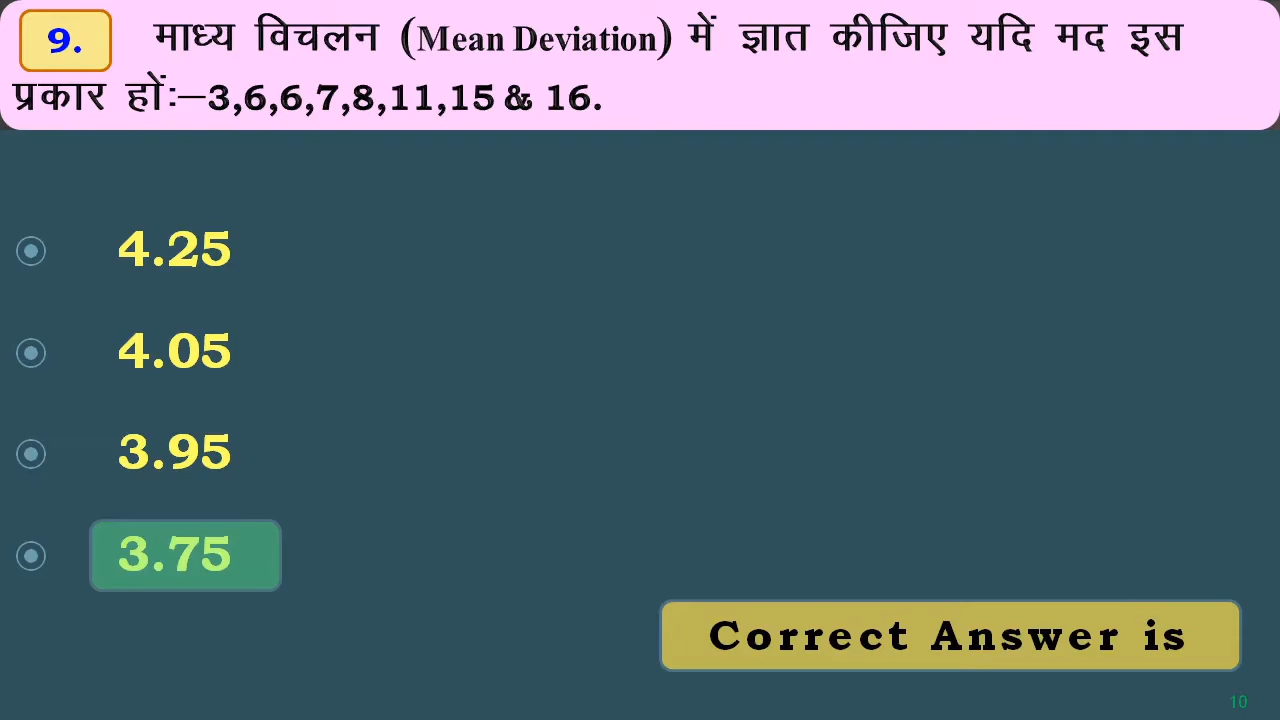 9. माध्य विचलन (Mean Deviation) में ज्ञात कीजिए यदि मद इस
प्रकार हों:–3,6,6,7,8,11,15 & 16.
4.25
4.05
3.95
3.75
Correct Answer is
10